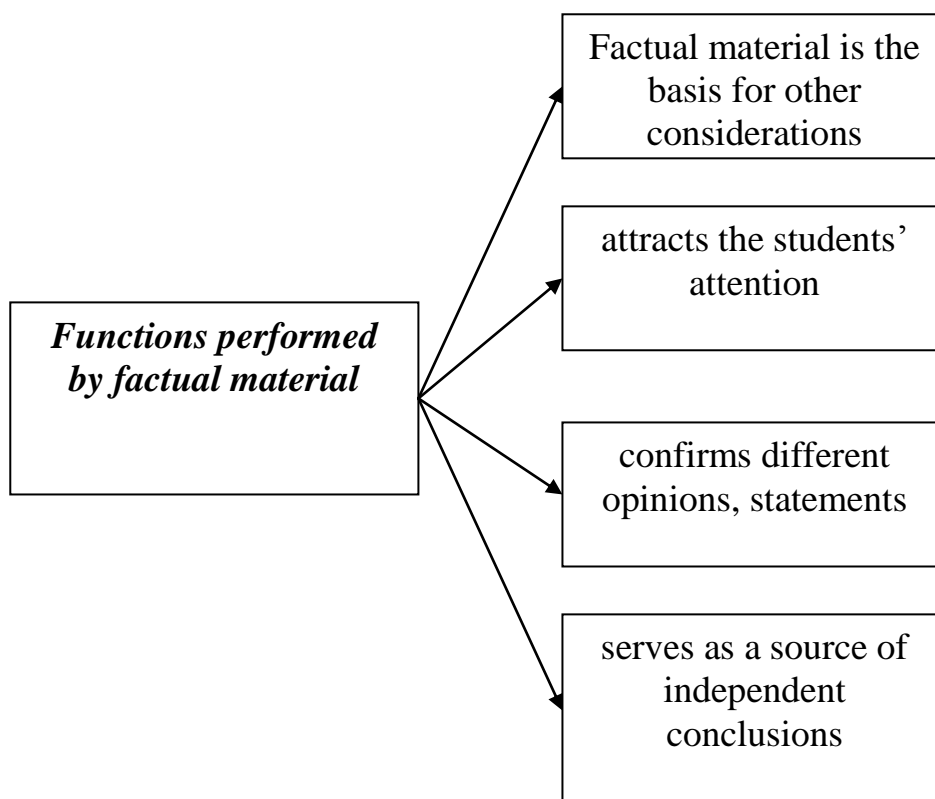 Functions performed
by factual material
Factual material is the
basis for other
considerations
attracts the students’
attention
confirms different
opinions, statements
serves as a source of
independent
conclusions